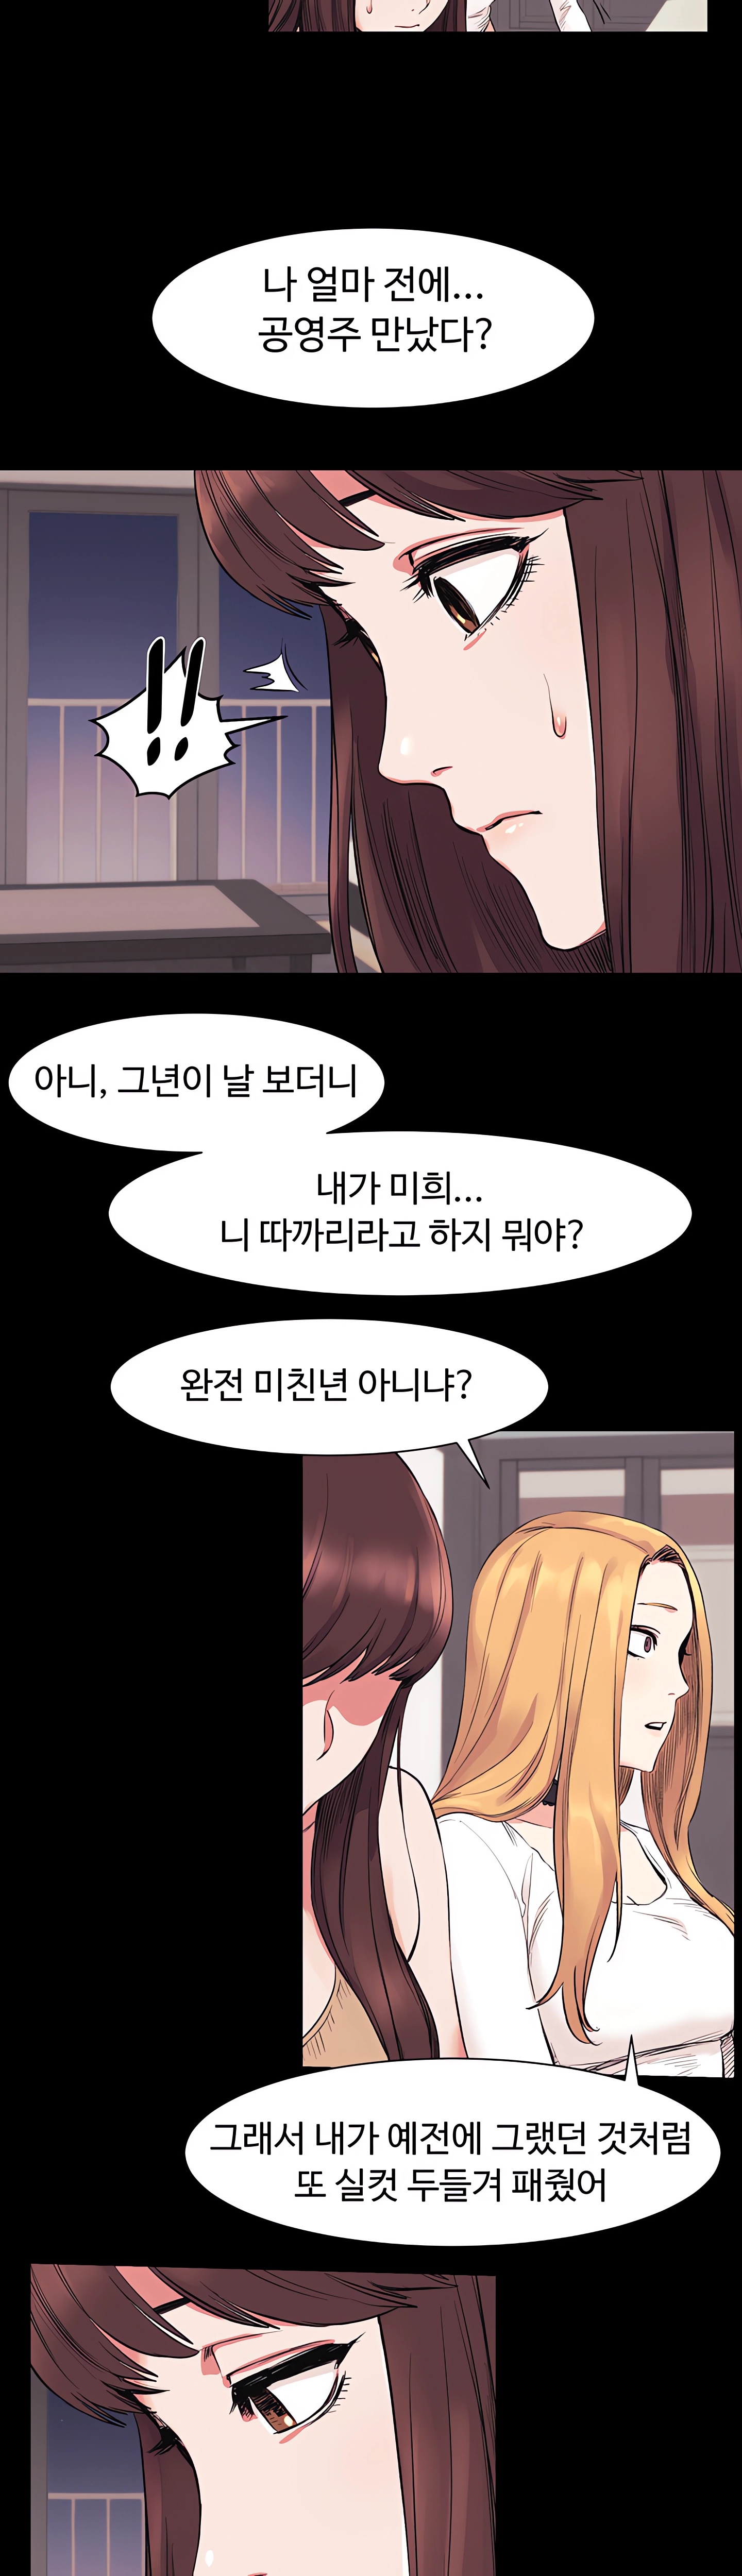 나 얼마 전에...
공영주 만났다?
!!
아니, 그년이 날 보더니
내가 미희...
니 따까리라고 하지 뭐야?
완전 미친년 아니냐?
그래서 내가 예전에 그랬던 것처럼
또 실컷 두들겨 패줬어